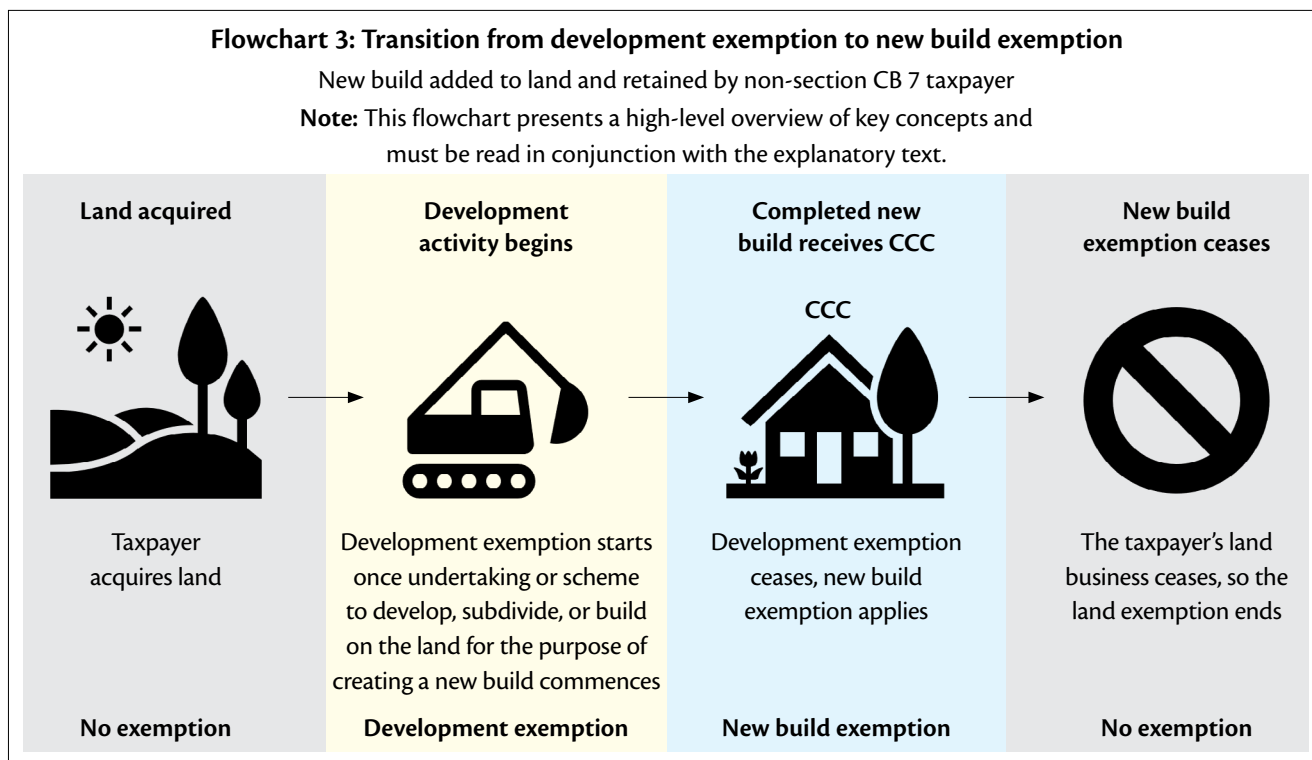 Flowchart 3: Transition from development exemption to new build exemption
New build added to land and retained by non-section CB 7 taxpayer
Note: This flowchart presents a high-level overview of key concepts and
must be read in conjunction with the explanatory text.
Land acquired
Taxpayer
acquires land
No exemption
Development
activity begins
Development exemption starts
once undertaking or scheme
to develop, subdivide, or build
on the land for the purpose of
creating a new build commences
Development exemption
Completed new
build receives CCC
CCC
Development exemption
ceases, new build
exemption applies
New build exemption
New build
exemption ceases
The taxpayer’s land
business ceases, so the
land exemption ends
No exemption